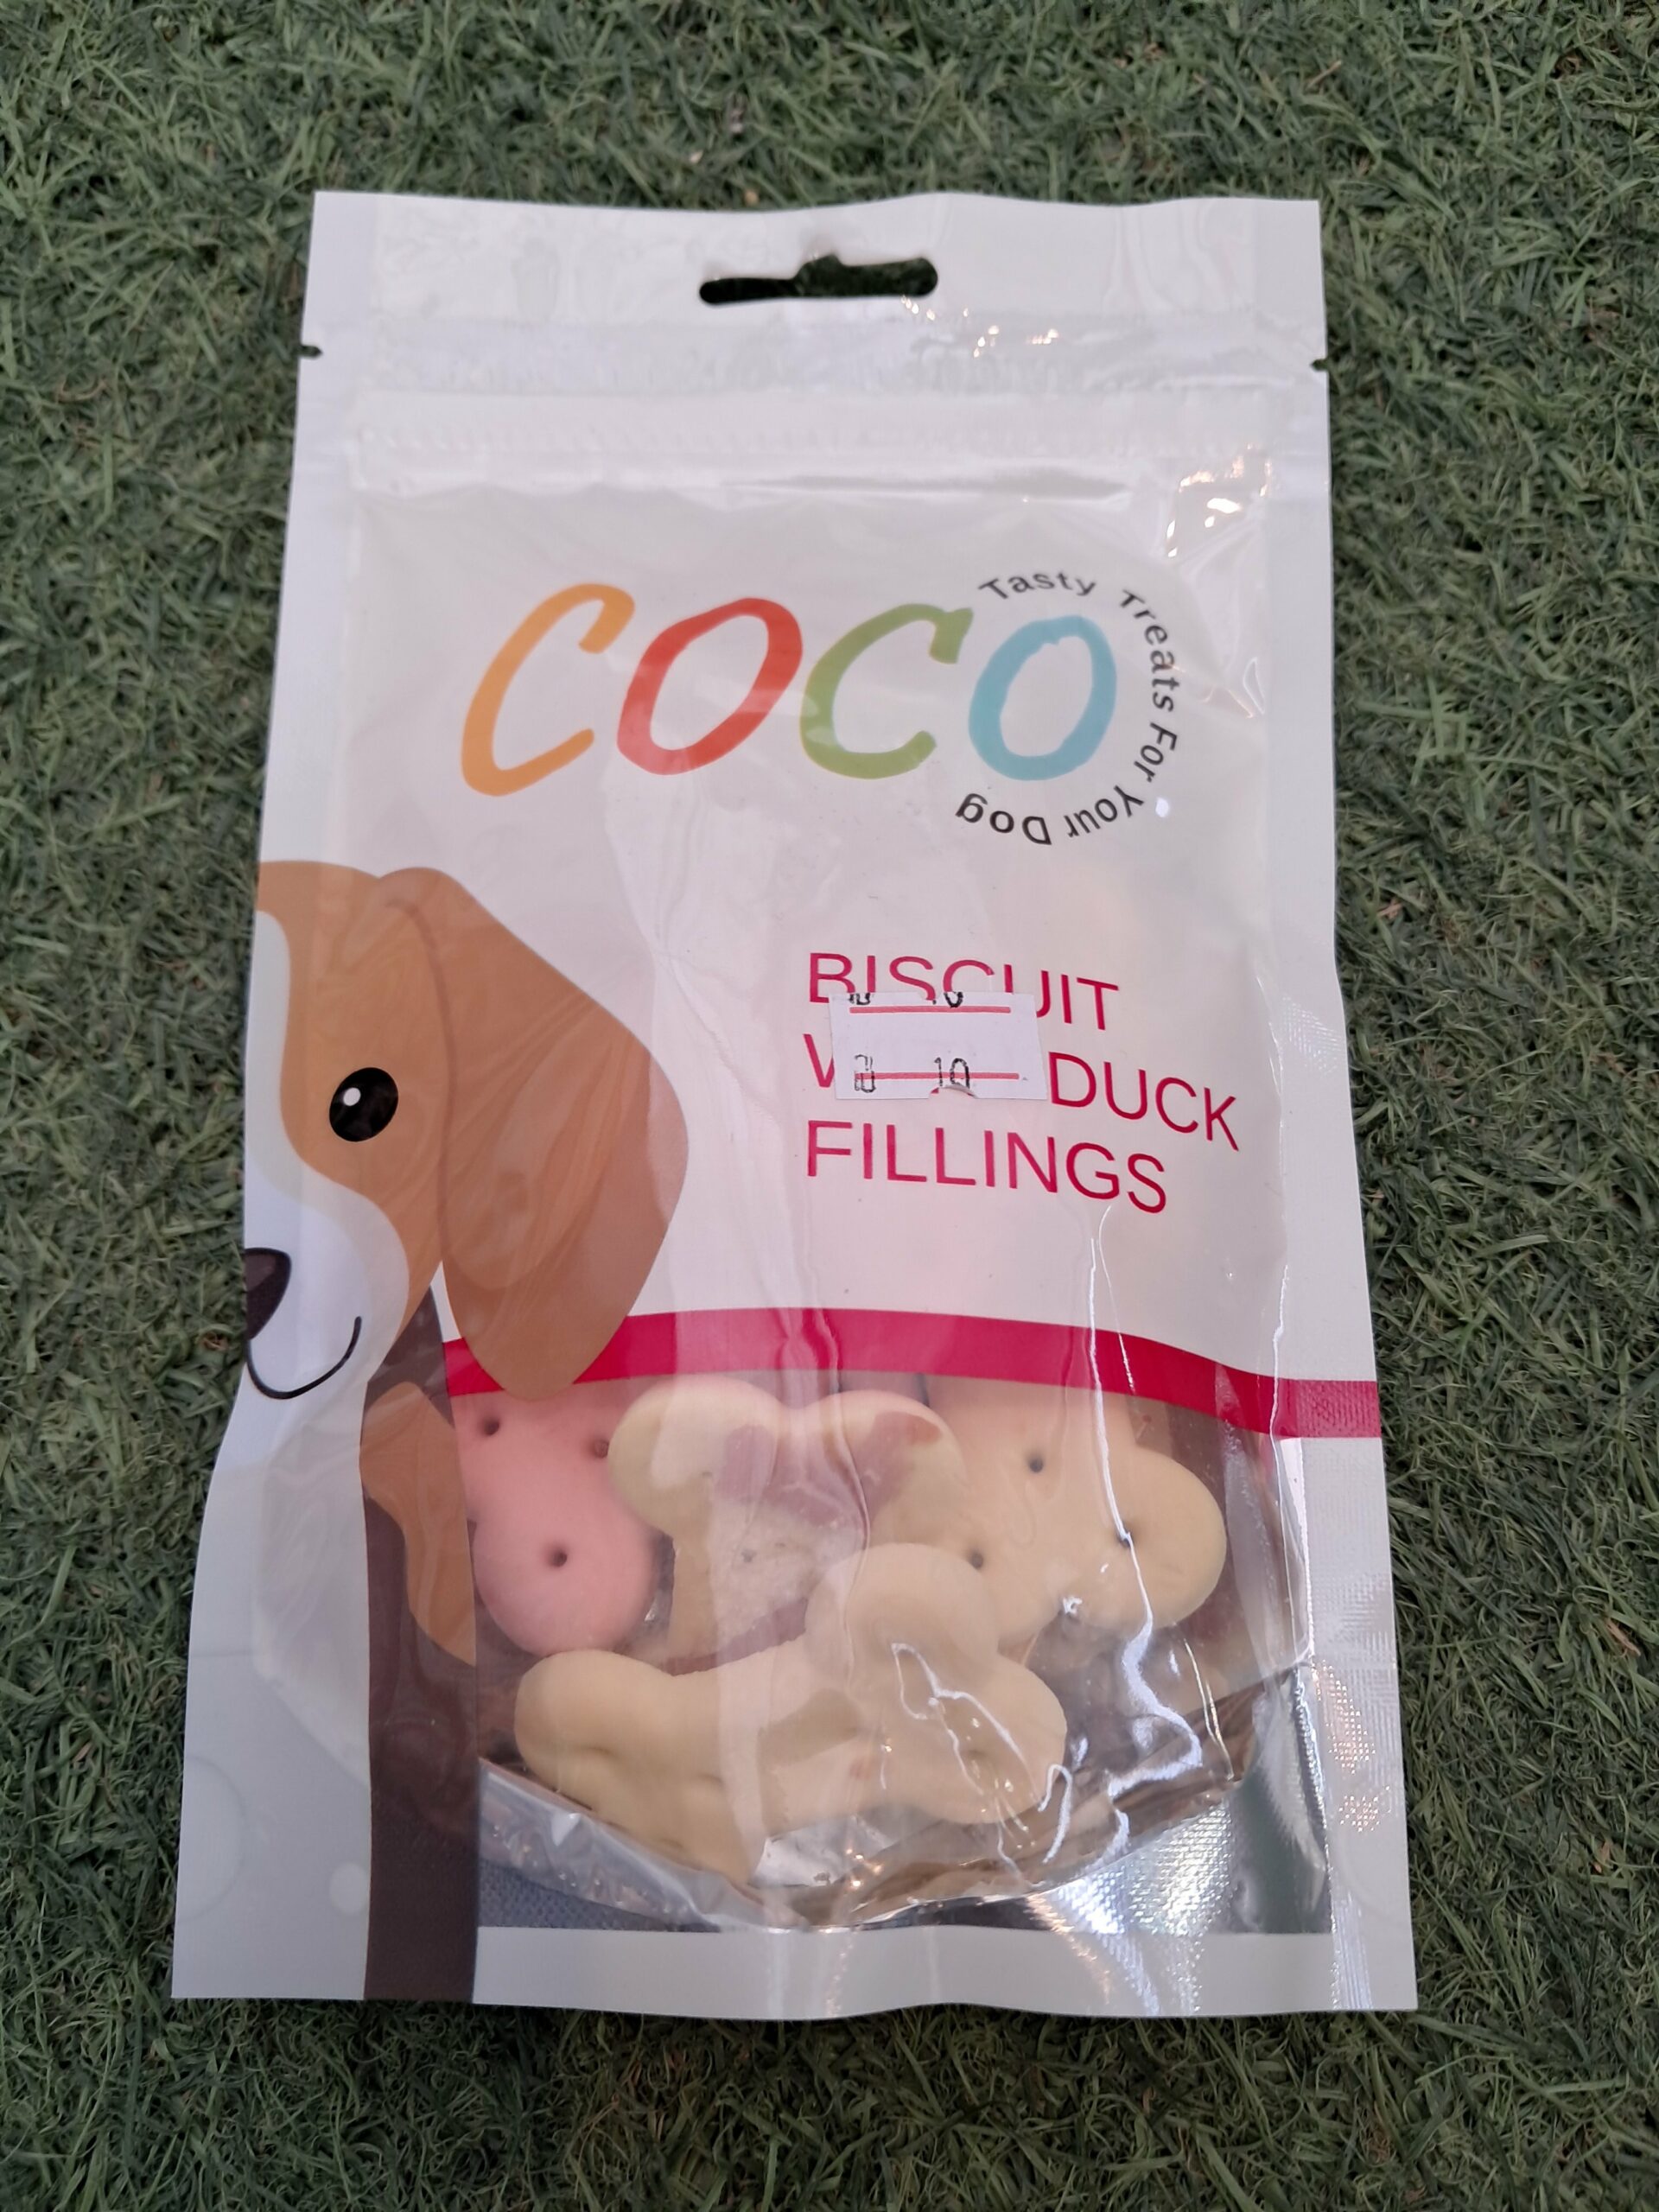 COCO
Tasty Treats For Your Dog
BISCUIT
DUCK
FILLINGS
₪ 10